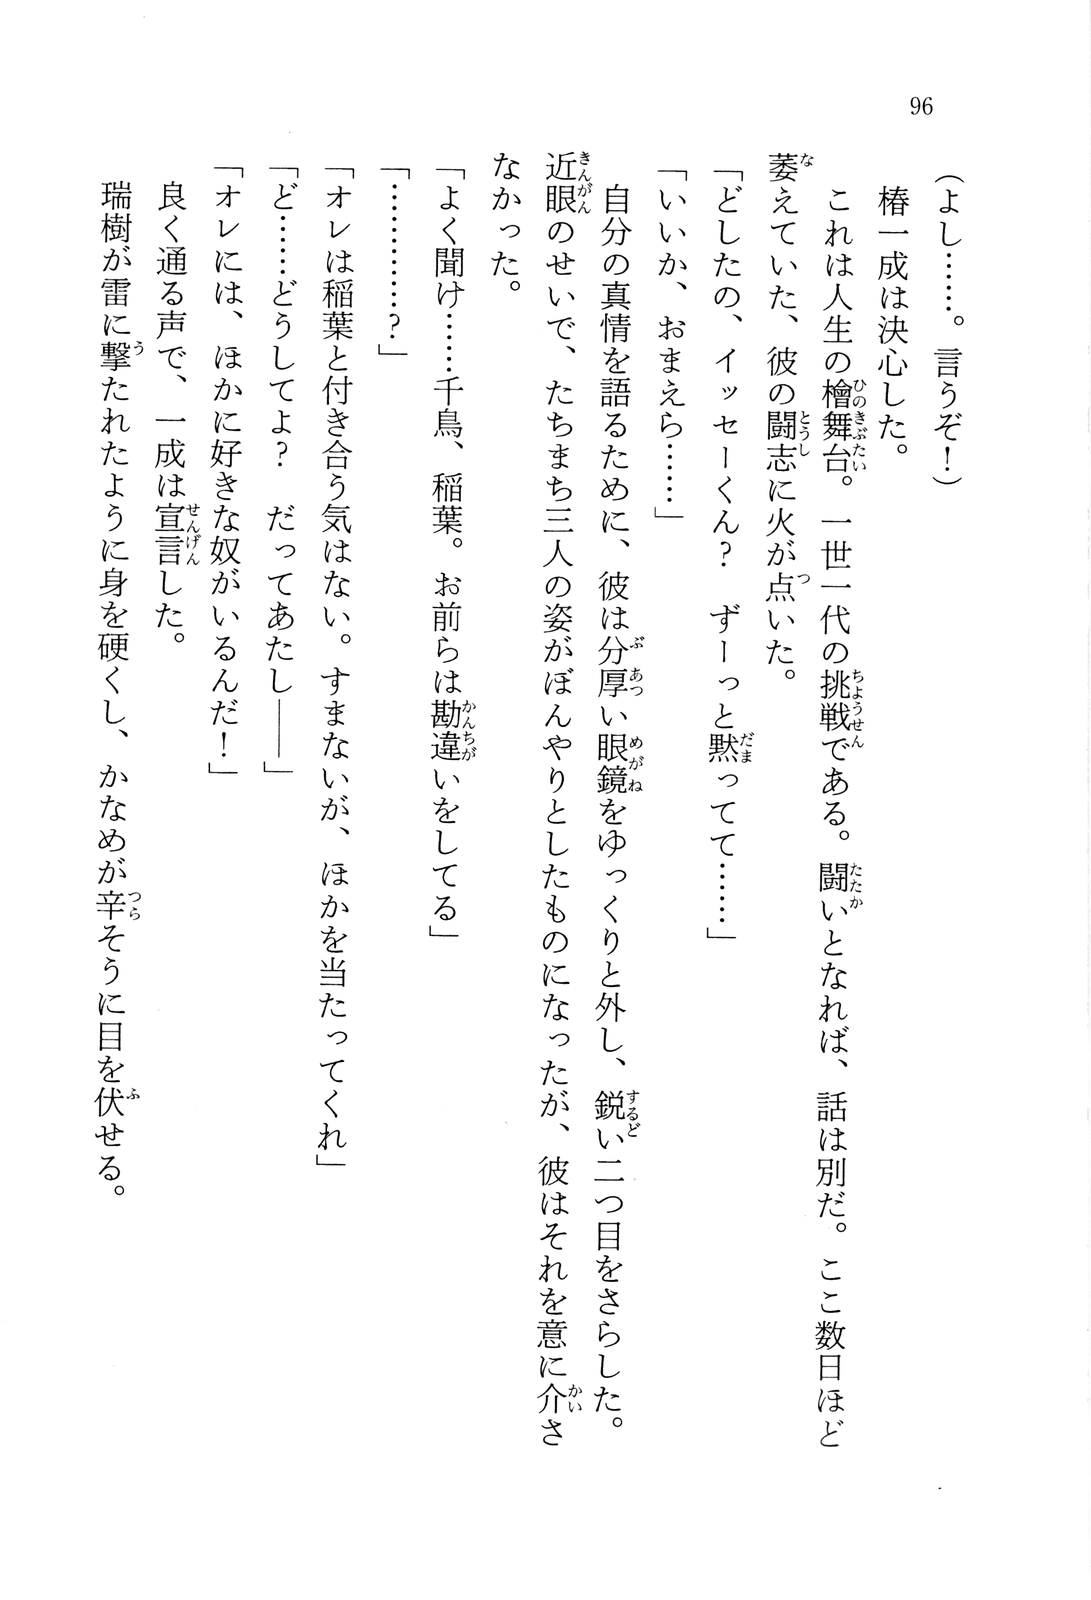 96
(よし……。言うぞ！)
椿一成は決心した。
これは人生の檜舞台。一世一代の挑戦である。闘いとなれば、話は別だ。ここ数日ほど
萎えていた、彼の闘志に火が点いた。
「どしたの、イッセーくん？　ずーっと黙ってて……」
「いいか、おまえら……」
自分の真情を語るために、彼は分厚い眼鏡をゆっくりと外し、鋭い二つ目をさらした。
近眼のせいで、たちまち三人の姿がぼんやりとしたものになったが、彼はそれを意に介さ
なかった。
「よく聞け……千鳥、稲葉。お前らは勘違いをしてる」
「…………？」
「オレは稲葉と付き合う気はない。すまないが、ほかを当たってくれ」
「ど……どうしてよ？　だってあたし――」
「オレには、ほかに好きな奴がいるんだ！」
良く通る声で、一成は宣言した。
瑞樹が雷に撃たれたように身を硬くし、かなめが辛そうに目を伏せる。